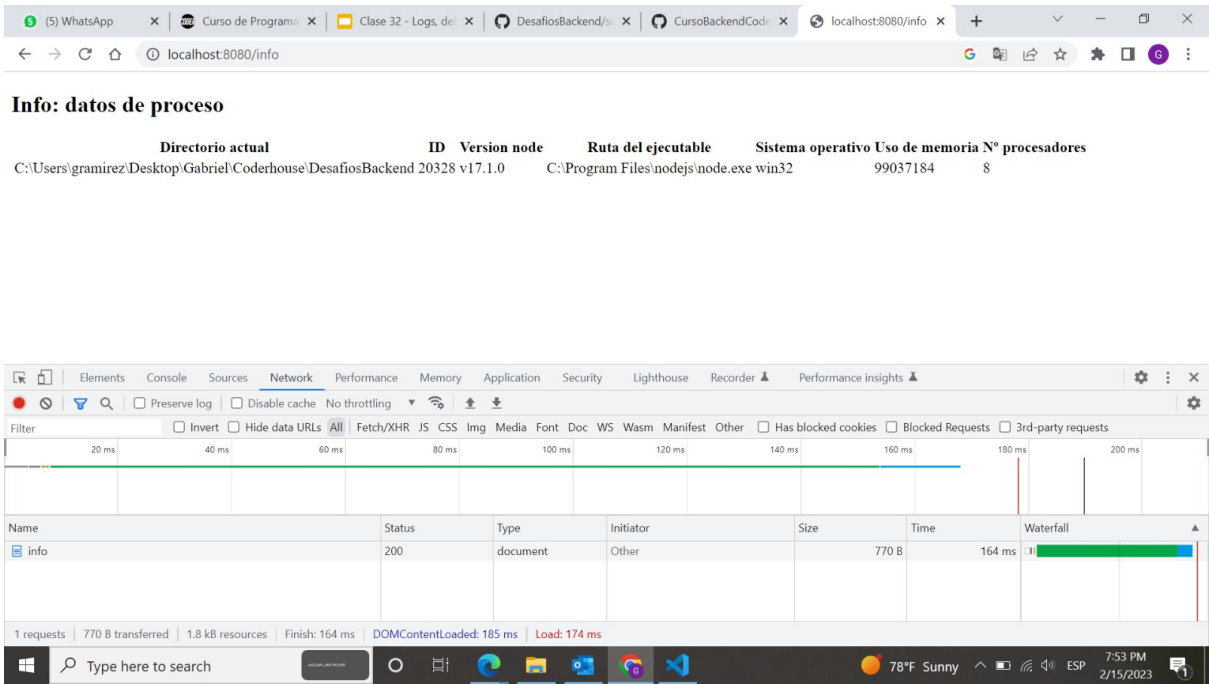 (5) WhatsApp Curso de Programa Clase 32 - Logs, de DesafiosBackend/se CursoBackendCode localhost:8080/info
localhost:8080/info G
Info: datos de proceso
Directorio actual ID Version node Ruta del ejecutable Sistema operativo Uso de memoria Nº procesadores
C:\Users\gramirez\Desktop\Gabriel\Coderhouse\DesafiosBackend 20328 v17.1.0 C:\Program Files\nodejs\node.exe win32 99037184 8
Elements Console Sources Network Performance Memory Application Security Lighthouse Recorder Performance insights
Preserve log Disable cache No throttling
Filter Invert Hide data URLs All Fetch/XHR JS CSS Img Media Font Doc WS Wasm Manifest Other Has blocked cookies Blocked Requests 3rd-party requests
20 ms 40 ms 60 ms 80 ms 100 ms 120 ms 140 ms 160 ms 180 ms 200 ms
Name Status Type Initiator Size Time Waterfall
info 200 document Other 770 B 164 ms
1 requests 770 B transferred 1.8 kB resources Finish: 164 ms DOMContentLoaded: 185 ms Load: 174 ms
Type here to search JAGUAR LAND ROVER 78°F Sunny ESP 7:53 PM
2/15/2023